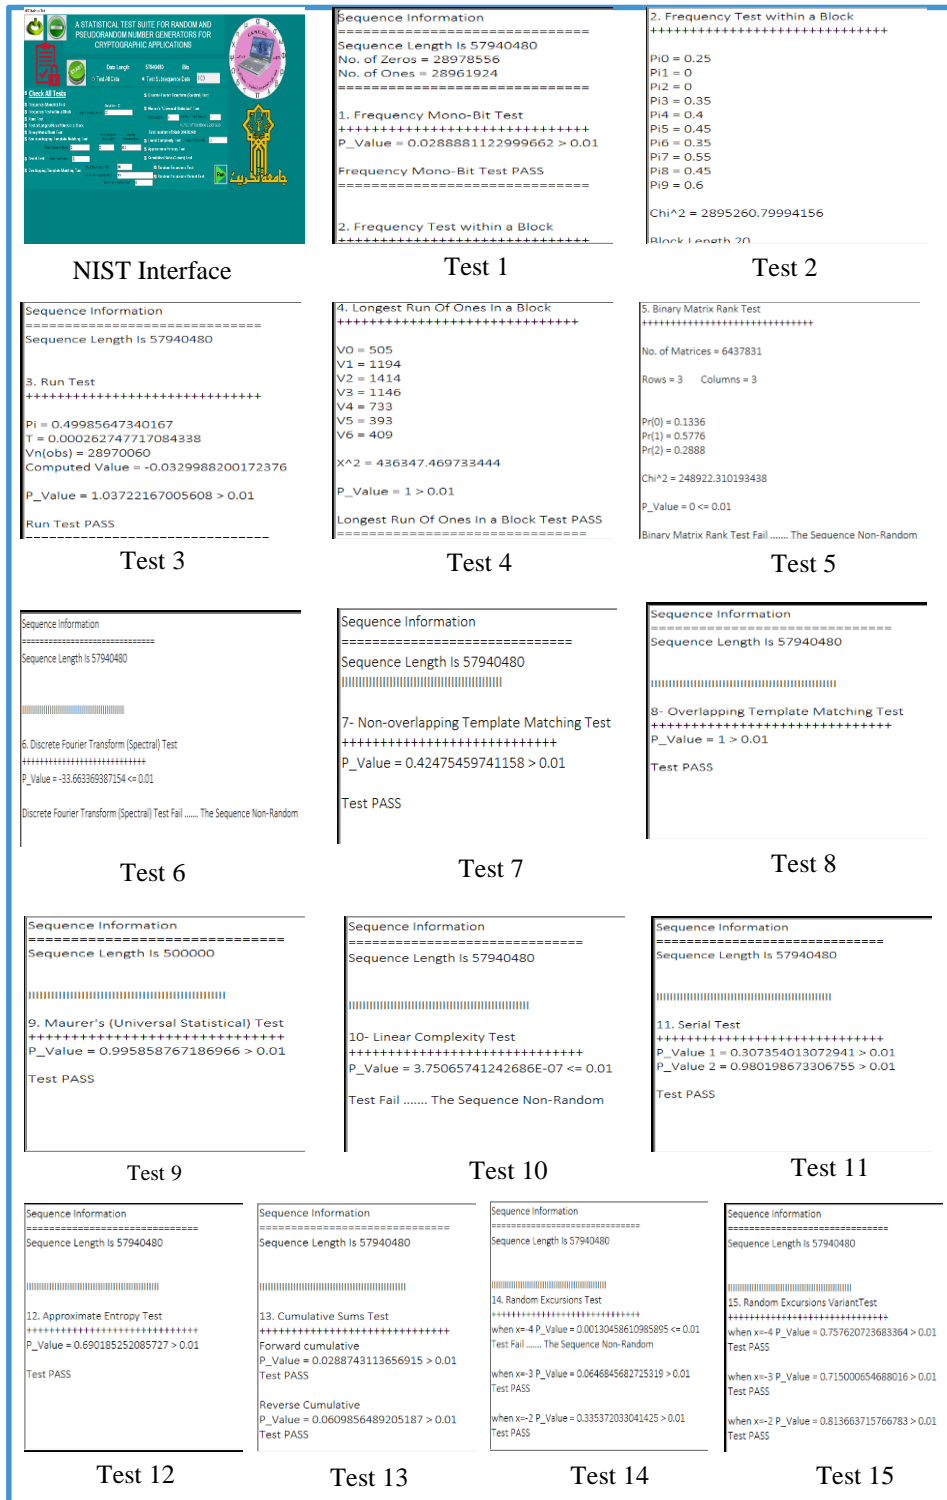 A STATISTICAL TEST SUITE FOR RANDOM AND
PSEUDORANDOM NUMBER GENERATORS FOR
CRYPTOGRAPHIC APPLICATIONS
START
Data Length 57940480 Bits
Test All Data Test Subsequence Data
Check All Tests
Run
جامعة تكريت
NIST Interface
Sequence Information
==============================
Sequence Length Is 57940480
No. of Zeros = 28978556
No. of Ones = 28961924
==============================
1. Frequency Mono-Bit Test
++++++++++++++++++++++++++++++
P_Value = 0.0288881122999662 > 0.01
Frequency Mono-Bit Test PASS
==============================
2. Frequency Test within a Block
++++++++++++++++++++++++++++++
Test 1
2. Frequency Test within a Block
++++++++++++++++++++++++++++++
Pi0 = 0.25
Pi1 = 0
Pi2 = 0
Pi3 = 0.35
Pi4 = 0.4
Pi5 = 0.45
Pi6 = 0.35
Pi7 = 0.55
Pi8 = 0.45
Pi9 = 0.6
Chi^2 = 2895260.79994156
Block Length 20
Test 2
Sequence Information
==============================
Sequence Length Is 57940480
3. Run Test
++++++++++++++++++++++++++++++
Pi = 0.49985647340167
T = 0.000262747717084338
Vn(obs) = 28970060
Computed Value = -0.0329988200172376
P_Value = 1.03722167005608 > 0.01
Run Test PASS
==============================
Test 3
4. Longest Run Of Ones In a Block
++++++++++++++++++++++++++++++
V0 = 505
V1 = 1194
V2 = 1414
V3 = 1146
V4 = 733
V5 = 393
V6 = 409
X^2 = 436347.469733444
P_Value = 1 > 0.01
Longest Run Of Ones In a Block Test PASS
==============================
Test 4
5. Binary Matrix Rank Test
++++++++++++++++++++++++++++++
No. of Matrices = 6437831
Rows = 3 Columns = 3
Pr(0) = 0.1336
Pr(1) = 0.5776
Pr(2) = 0.2888
Chi^2 = 248922.310193438
P_Value = 0 <= 0.01
Binary Matrix Rank Test Fail ....... The Sequence Non-Random
Test 5
Sequence Information
==============================
Sequence Length Is 57940480
6. Discrete Fourier Transform (Spectral) Test
++++++++++++++++++++++++++++++
P_Value = -33.663369387154 <= 0.01
Discrete Fourier Transform (Spectral) Test Fail ....... The Sequence Non-Random
Test 6
Sequence Information
==============================
Sequence Length Is 57940480
7- Non-overlapping Template Matching Test
++++++++++++++++++++++++++++++
P_Value = 0.42475459741158 > 0.01
Test PASS
Test 7
Sequence Information
==============================
Sequence Length Is 57940480
8- Overlapping Template Matching Test
++++++++++++++++++++++++++++++
P_Value = 1 > 0.01
Test PASS
Test 8
Sequence Information
==============================
Sequence Length Is 500000
9. Maurer's (Universal Statistical) Test
++++++++++++++++++++++++++++++
P_Value = 0.995858767186966 > 0.01
Test PASS
Test 9
Sequence Information
==============================
Sequence Length Is 57940480
10- Linear Complexity Test
++++++++++++++++++++++++++++++
P_Value = 3.75065741242686E-07 <= 0.01
Test Fail ....... The Sequence Non-Random
Test 10
Sequence Information
==============================
Sequence Length Is 57940480
11. Serial Test
++++++++++++++++++++++++++++++
P_Value 1 = 0.307354013072941 > 0.01
P_Value 2 = 0.980198673306755 > 0.01
Test PASS
Test 11
Sequence Information
==============================
Sequence Length Is 57940480
12. Approximate Entropy Test
++++++++++++++++++++++++++++++
P_Value = 0.690185252085727 > 0.01
Test PASS
Test 12
Sequence Information
==============================
Sequence Length Is 57940480
13. Cumulative Sums Test
++++++++++++++++++++++++++++++
Forward cumulative
P_Value = 0.0288743113656915 > 0.01
Test PASS
Reverse Cumulative
P_Value = 0.0609856489205187 > 0.01
Test PASS
Test 13
Sequence Information
==============================
Sequence Length Is 57940480
14. Random Excursions Test
++++++++++++++++++++++++++++++
when x=-4 P_Value = 0.00130458610985895 <= 0.01
Test Fail ....... The Sequence Non-Random
when x=-3 P_Value = 0.0646845682725319 > 0.01
Test PASS
when x=-2 P_Value = 0.335372033041425 > 0.01
Test PASS
Test 14
Sequence Information
==============================
Sequence Length Is 57940480
15. Random Excursions VariantTest
++++++++++++++++++++++++++++++
when x=-4 P_Value = 0.757620723683364 > 0.01
Test PASS
when x=-3 P_Value = 0.715000654688016 > 0.01
Test PASS
when x=-2 P_Value = 0.813663715766783 > 0.01
Test PASS
Test 15